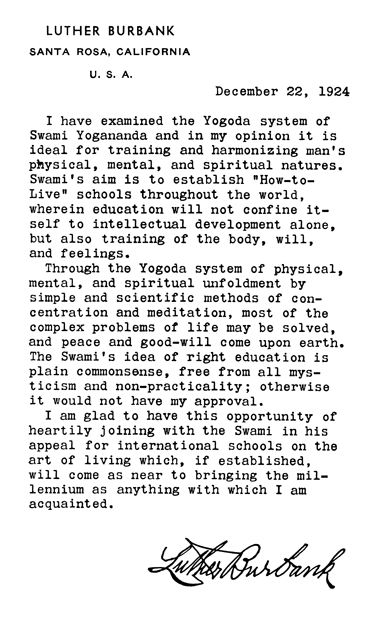 LUTHER BURBANK
SANTA ROSA, CALIFORNIA
U. S. A.
December 22, 1924
I have examined the Yogoda system of
Swami Yogananda and in my opinion it is
ideal for training and harmonizing man's
physical, mental, and spiritual natures.
Swami's aim is to establish "How-to-
Live" schools throughout the world,
wherein education will not confine it-
self to intellectual development alone,
but also training of the body, will,
and feelings.
Through the Yogoda system of physical,
mental, and spiritual unfoldment by
simple and scientific methods of con-
centration and meditation, most of the
complex problems of life may be solved,
and peace and good-will come upon earth.
The Swami's idea of right education is
plain commonsense, free from all mys-
ticism and non-practicality; otherwise
it would not have my approval.
I am glad to have this opportunity of
heartily joining with the Swami in his
appeal for international schools on the
art of living which, if established,
will come as near to bringing the mil-
lennium as anything with which I am
acquainted.
Luther Burbank